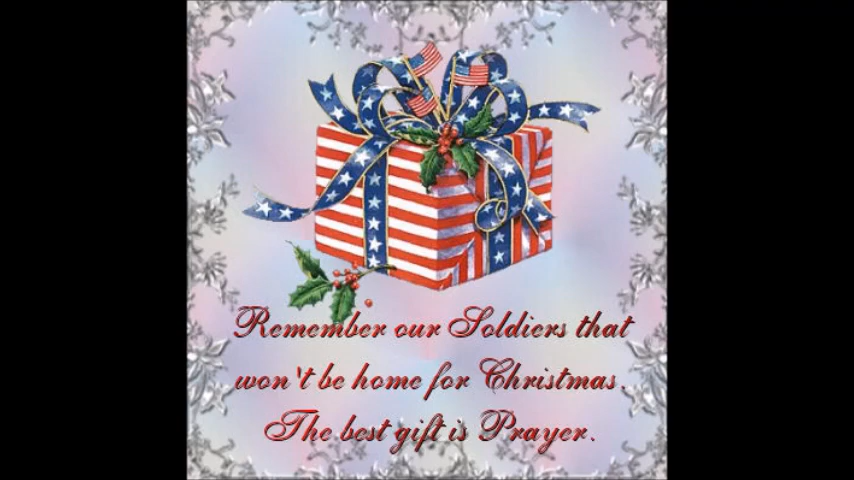 Remember our Soldiers that
won't be home for Christmas.
The best gift is Prayer.